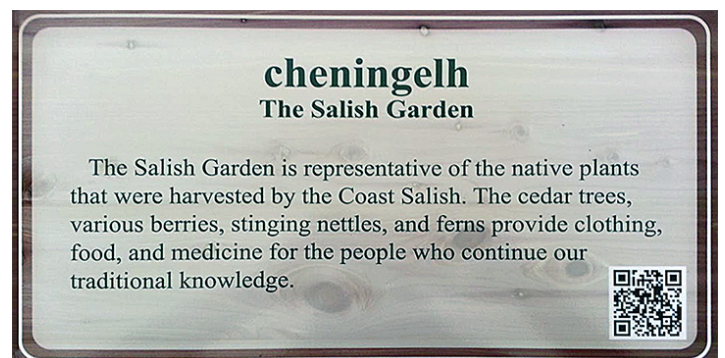 cheningelh
The Salish Garden
The Salish Garden is representative of the native plants
that were harvested by the Coast Salish. The cedar trees,
various berries, stinging nettles, and ferns provide clothing,
food, and medicine for the people who continue our
traditional knowledge.